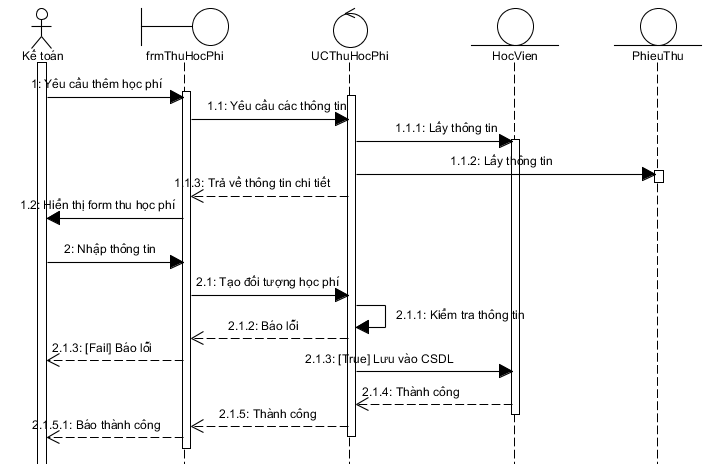 Kế toán
frmThuHocPhi
UCThuHocPhi
HocVien
PhieuThu
1: Yêu cầu thêm học phí
1.1: Yêu cầu các thông tin
1.1.1: Lấy thông tin
1.1.2: Lấy thông tin
1.1.3: Trả về thông tin chi tiết
1.2: Hiển thị form thu học phí
2: Nhập thông tin
2.1: Tạo đối tượng học phí
2.1.1: Kiểm tra thông tin
2.1.2: Báo lỗi
2.1.3: [Fail] Báo lỗi
2.1.3: [True] Lưu vào CSDL
2.1.4: Thành công
2.1.5: Thành công
2.1.5.1: Báo thành công